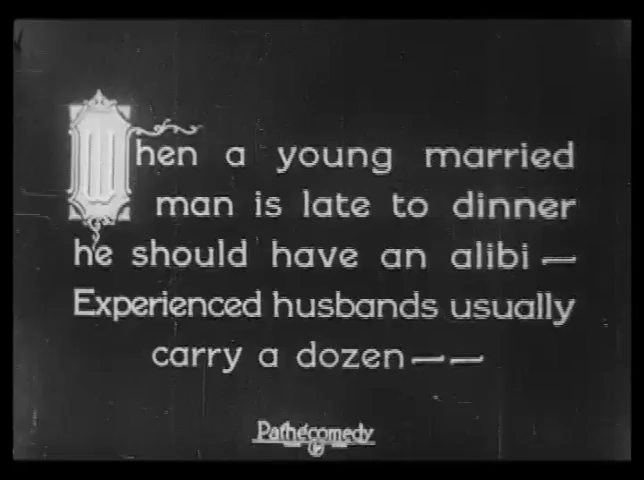 When a young married
man is late to dinner
he should have an alibi —
Experienced husbands usually
carry a dozen — —
Pathécomedy